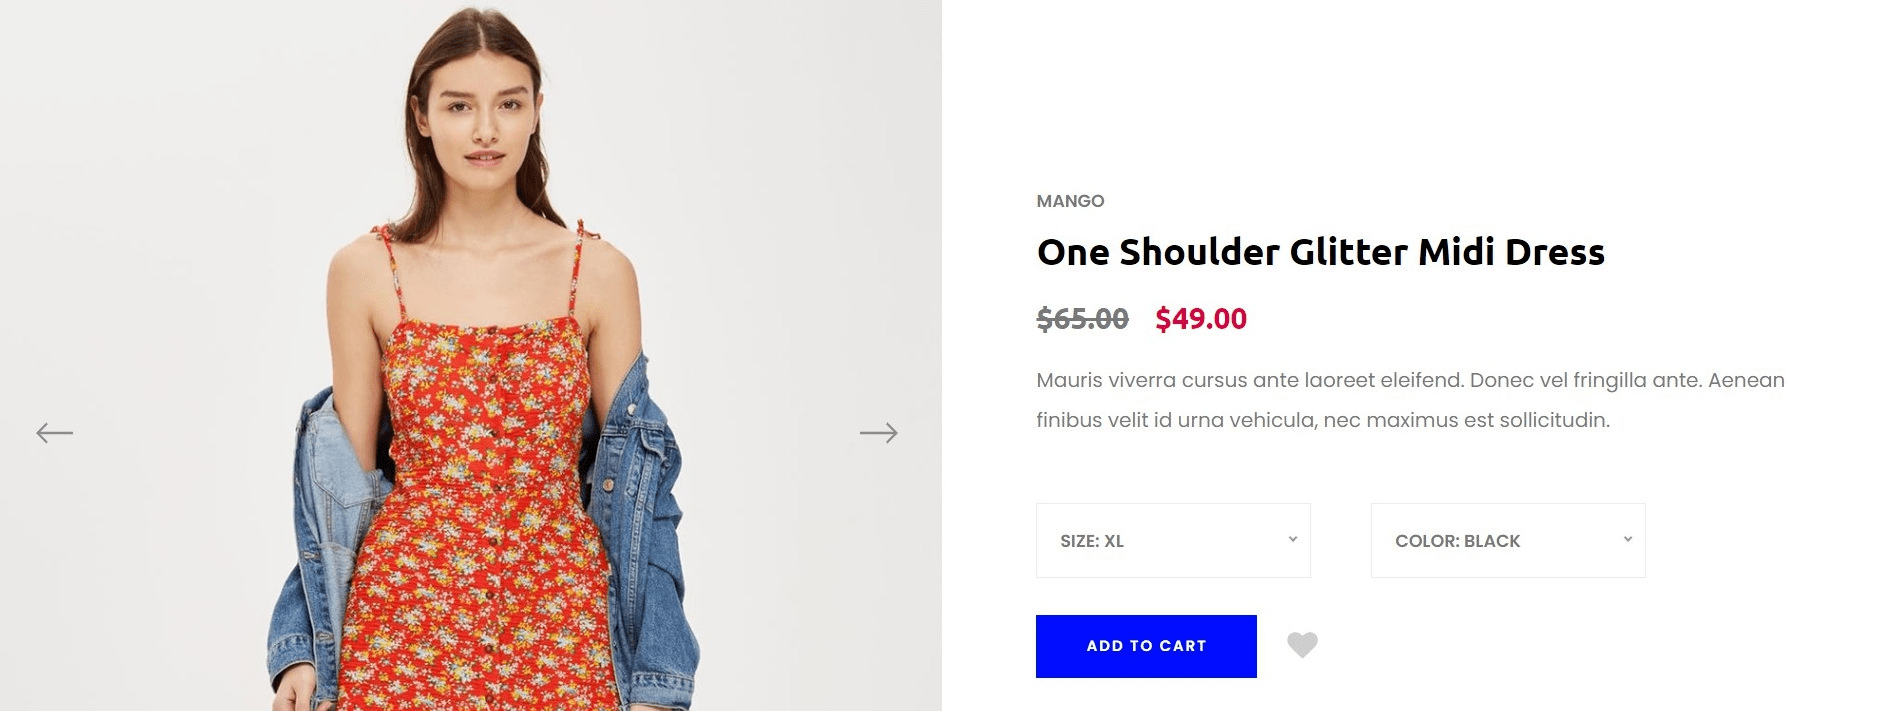 MANGO
One Shoulder Glitter Midi Dress
$65.00 $49.00
Mauris viverra cursus ante laoreet eleifend. Donec vel fringilla ante. Aenean
finibus velit id urna vehicula, nec maximus est sollicitudin.
SIZE: XL COLOR: BLACK
ADD TO CART